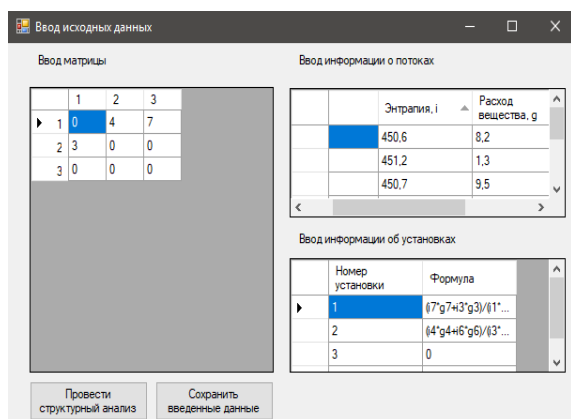 Ввод исходных данных
Ввод матрицы
1 2 3
1 0 4 7
2 3 0 0
3 0 0 0
Провести структурный анализ
Сохранить введенные данные
Ввод информации о потоках
Энтрапия, i Расход вещества, g
450,6 8,2
451,2 1,3
450,7 9,5
Ввод информации об установках
Номер установки Формула
1 (i7*g7+i3*g3)/(i1*...
2 (i4*g4+i6*g6)/(i3*...
3 0